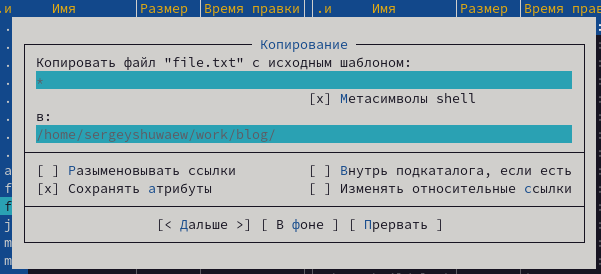 .и Имя Размер Время правки .и Имя Размер Время прав
Копирование
Копировать файл "file.txt" с исходным шаблоном:
*
[x] Метасимволы shell
в:
/home/sergeyshuwaew/work/blog/
[ ] Разыменовывать ссылки [ ] Внутрь подкаталога, если есть
[x] Сохранять атрибуты [ ] Изменять относительные ссылки
[< Дальше >] [ В фоне ] [ Прервать ]